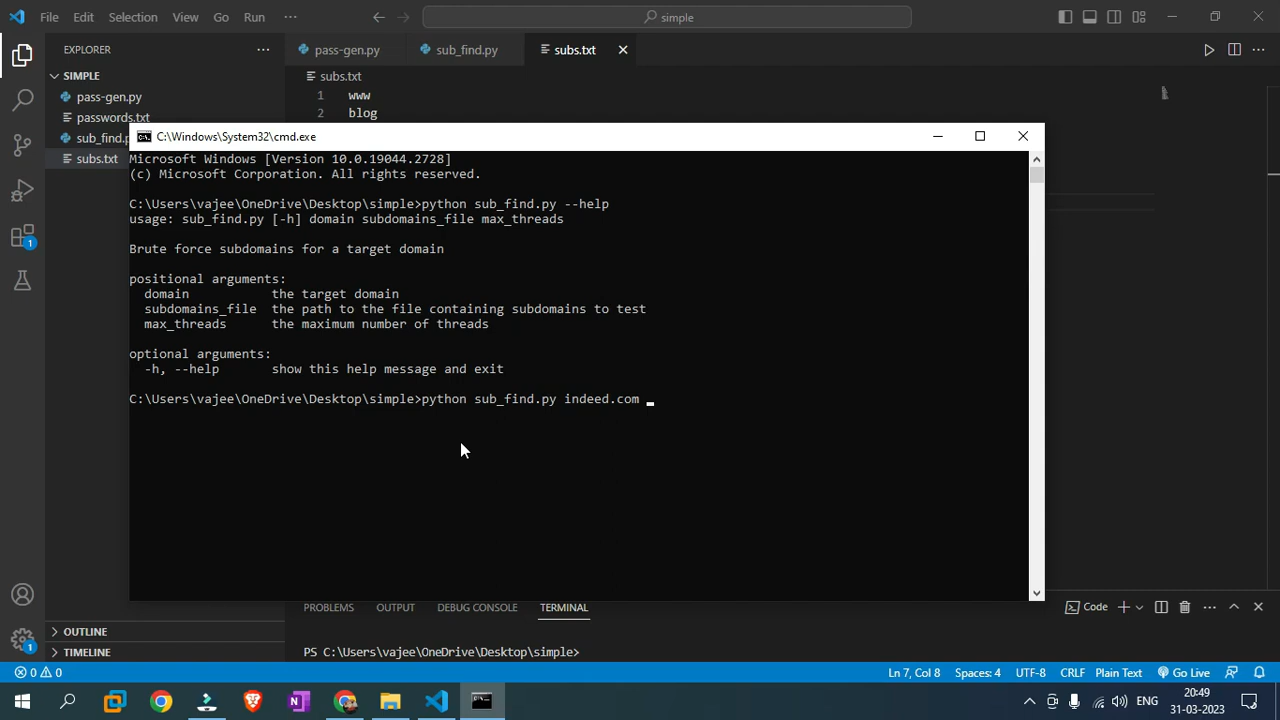 File Edit Selection View Go Run ··· simple
EXPLORER ···
pass-gen.py sub_find.py subs.txt
SIMPLE
subs.txt
pass-gen.py
1 www
passwords.txt
2 blog
sub_find.p
subs.txt
C:\Windows\System32\cmd.exe
Microsoft Windows [Version 10.0.19044.2728]
(c) Microsoft Corporation. All rights reserved.
C:\Users\vajee\OneDrive\Desktop\simple>python sub_find.py --help
usage: sub_find.py [-h] domain subdomains_file max_threads
Brute force subdomains for a target domain
positional arguments:
domain the target domain
subdomains_file the path to the file containing subdomains to test
max_threads the maximum number of threads
optional arguments:
-h, --help show this help message and exit
C:\Users\vajee\OneDrive\Desktop\simple>python sub_find.py indeed.com _
1
1
PROBLEMS OUTPUT DEBUG CONSOLE TERMINAL Code
OUTLINE
TIMELINE
PS C:\Users\vajee\OneDrive\Desktop\simple>
0 0 Ln 7, Col 8 Spaces: 4 UTF-8 CRLF Plain Text Go Live
ENG 20:49
31-03-2023